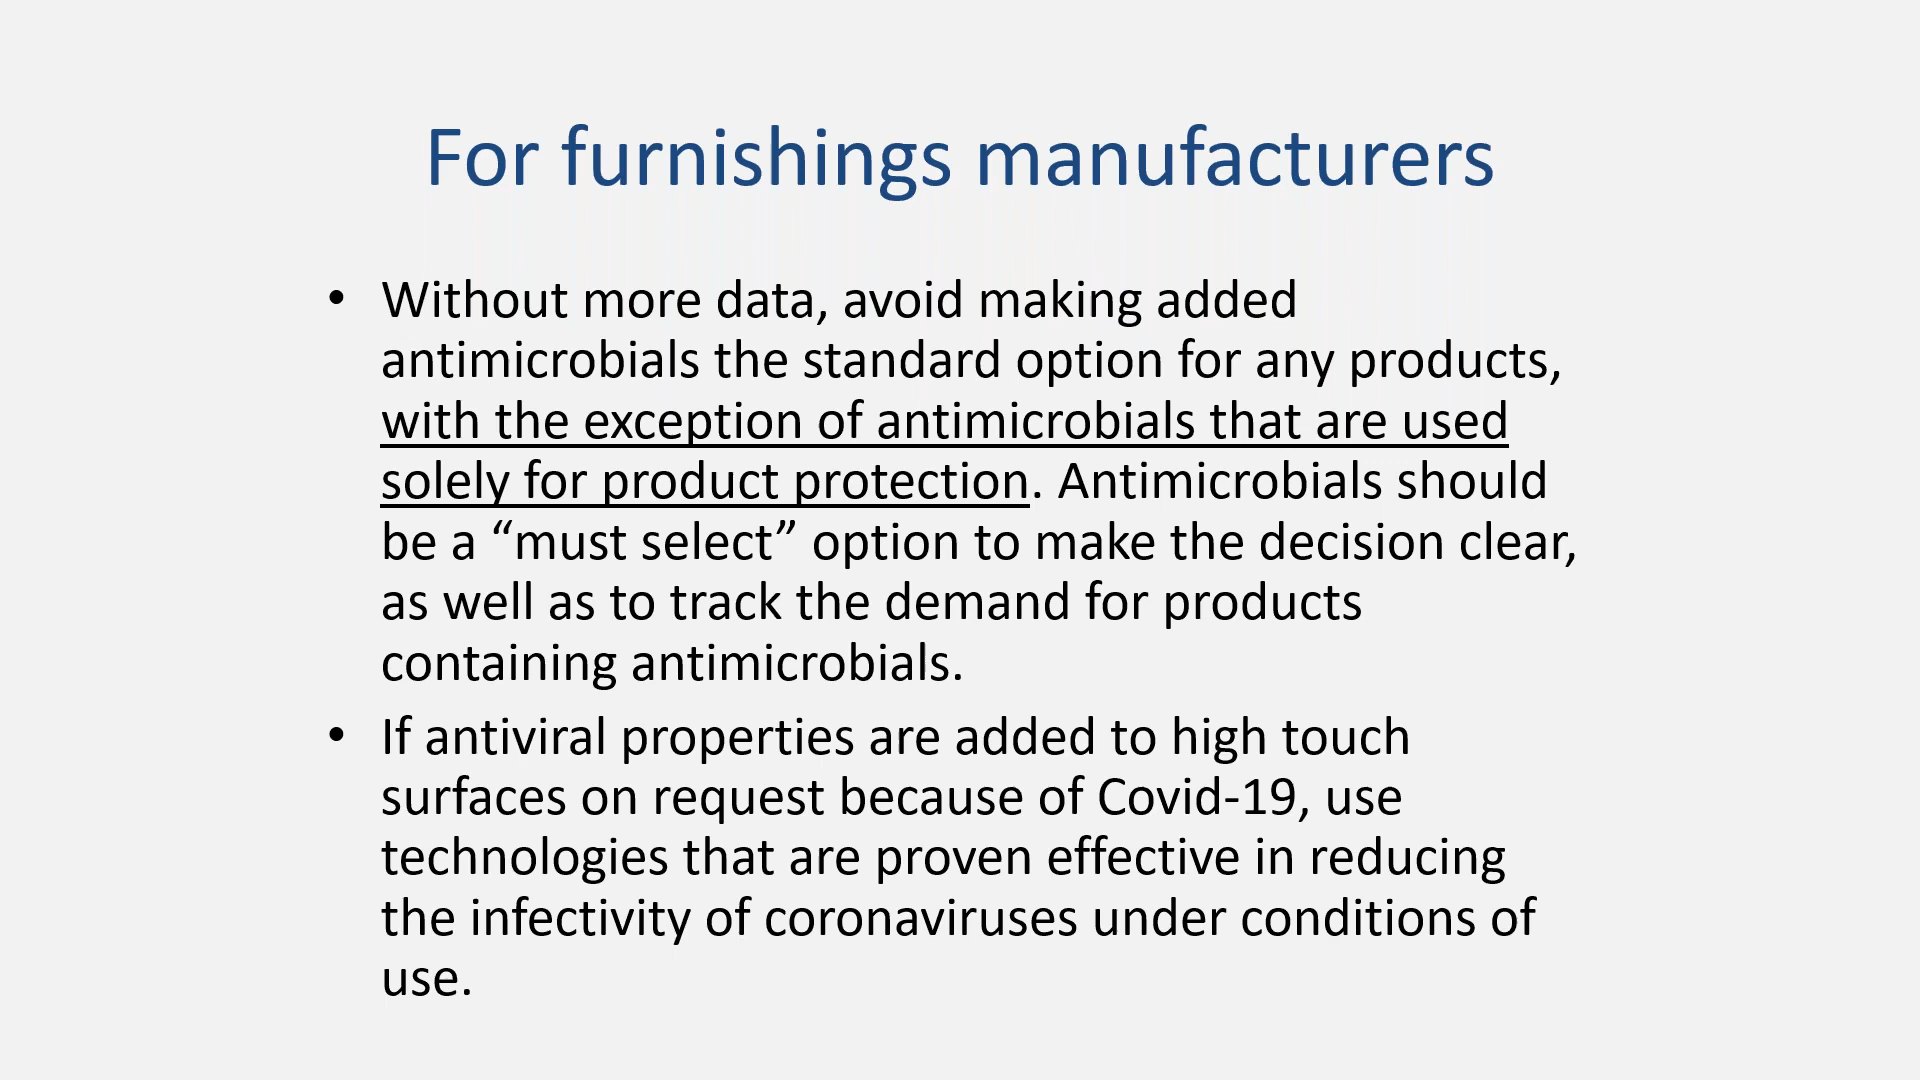 For furnishings manufacturers
• Without more data, avoid making added
antimicrobials the standard option for any products,
with the exception of antimicrobials that are used
solely for product protection. Antimicrobials should
be a “must select” option to make the decision clear,
as well as to track the demand for products
containing antimicrobials.
• If antiviral properties are added to high touch
surfaces on request because of Covid-19, use
technologies that are proven effective in reducing
the infectivity of coronaviruses under conditions of
use.